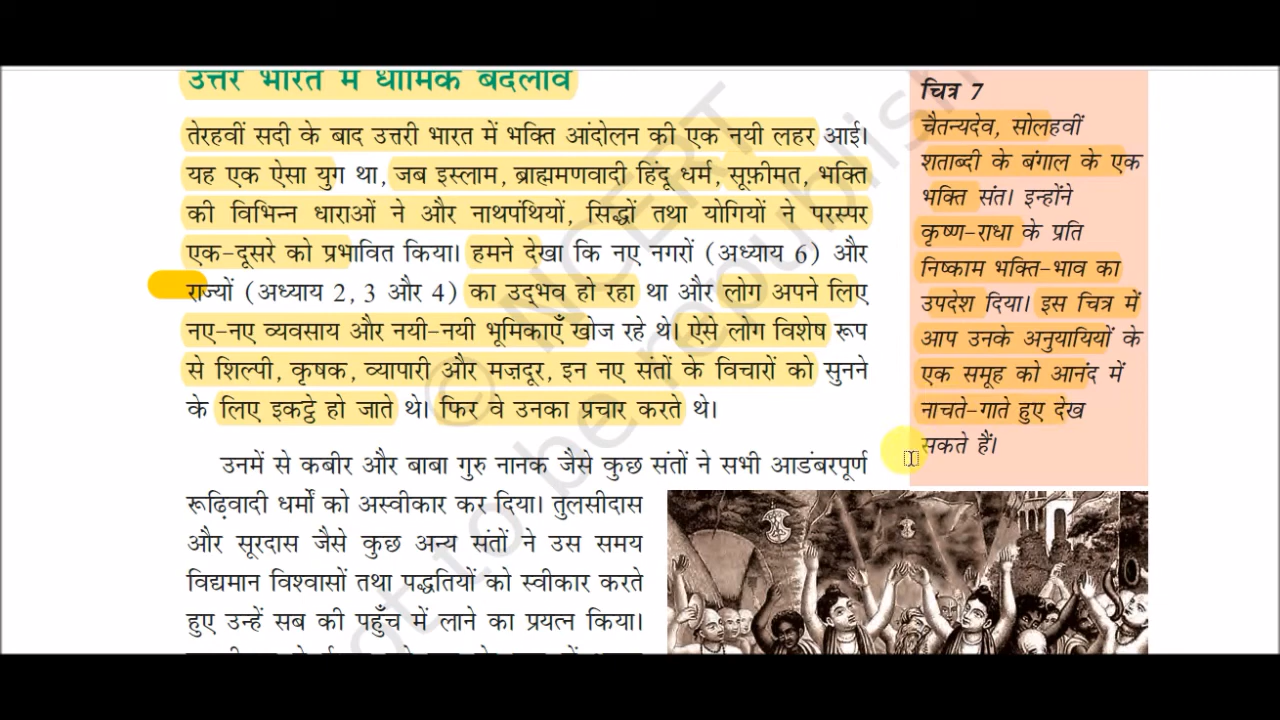 उत्तर भारत में धार्मिक बदलाव
तेरहवीं सदी के बाद उत्तरी भारत में भक्ति आंदोलन की एक नयी लहर आई।
यह एक ऐसा युग था, जब इस्लाम, ब्राह्मणवादी हिंदू धर्म, सूफ़ीमत, भक्ति
की विभिन्न धाराओं ने और नाथपंथियों, सिद्धों तथा योगियों ने परस्पर
एक-दूसरे को प्रभावित किया। हमने देखा कि नए नगरों (अध्याय 6) और
राज्यों (अध्याय 2, 3 और 4) का उद्भव हो रहा था और लोग अपने लिए
नए-नए व्यवसाय और नयी-नयी भूमिकाएँ खोज रहे थे। ऐसे लोग विशेष रूप
से शिल्पी, कृषक, व्यापारी और मज़दूर, इन नए संतों के विचारों को सुनने
के लिए इकट्ठे हो जाते थे। फिर वे उनका प्रचार करते थे।
उनमें से कबीर और बाबा गुरु नानक जैसे कुछ संतों ने सभी आडंबरपूर्ण
रूढ़िवादी धर्मों को अस्वीकार कर दिया। तुलसीदास
और सूरदास जैसे कुछ अन्य संतों ने उस समय
विद्यमान विश्वासों तथा पद्धतियों को स्वीकार करते
हुए उन्हें सब की पहुँच में लाने का प्रयत्न किया।
चित्र 7
चैतन्यदेव, सोलहवीं
शताब्दी के बंगाल के एक
भक्ति संत। इन्होंने
कृष्ण-राधा के प्रति
निष्काम भक्ति-भाव का
उपदेश दिया। इस चित्र में
आप उनके अनुयायियों के
एक समूह को आनंद में
नाचते-गाते हुए देख
सकते हैं।
© NCERT
not to be republish